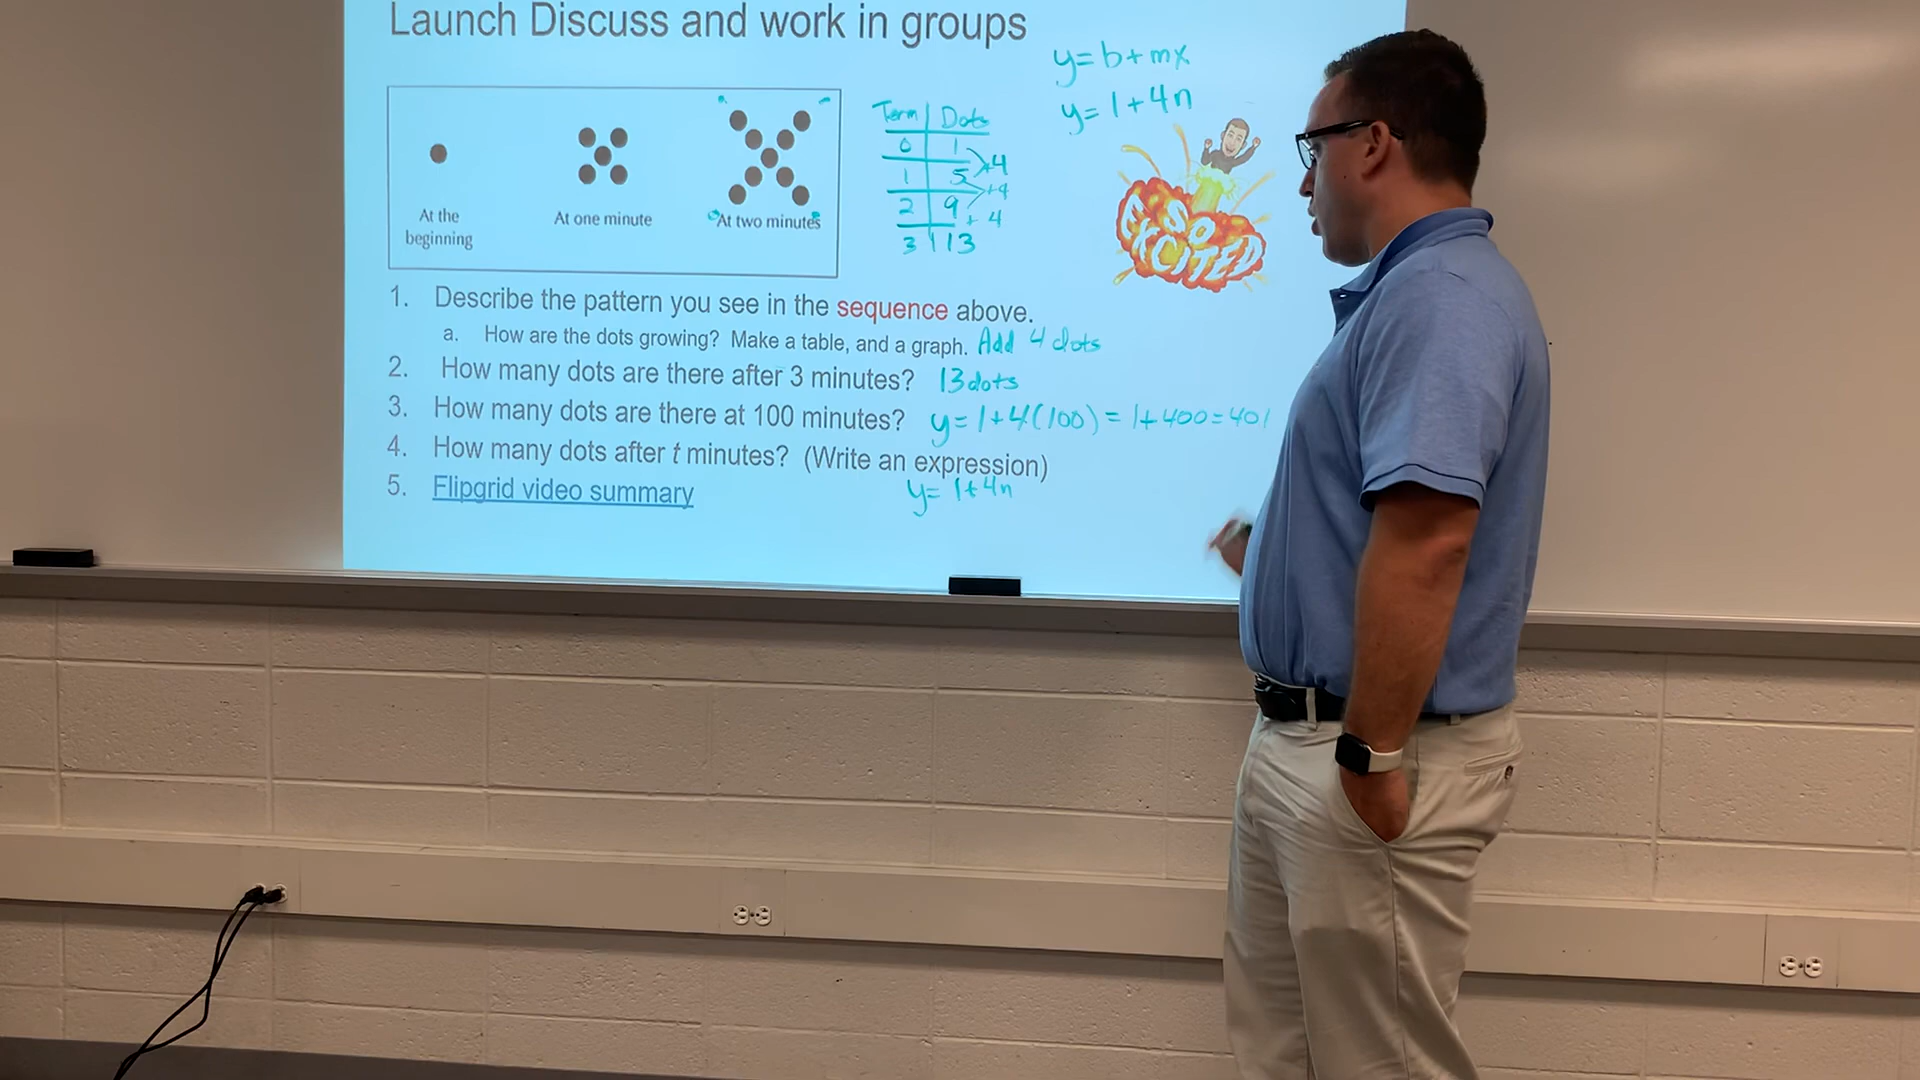 Launch Discuss and work in groups
y=b+mx
y=1+4n
Term Dots
0 1
+4
1 5
+4
2 9
+4
3 13
At the beginning
At one minute
At two minutes
SO
EXCITED
1. Describe the pattern you see in the sequence above.
a. How are the dots growing? Make a table, and a graph. Add 4 dots
2. How many dots are there after 3 minutes? 13 dots
3. How many dots are there at 100 minutes? y=1+4(100)=1+400=401
4. How many dots after t minutes? (Write an expression)
y=1+4n
5. Flipgrid video summary